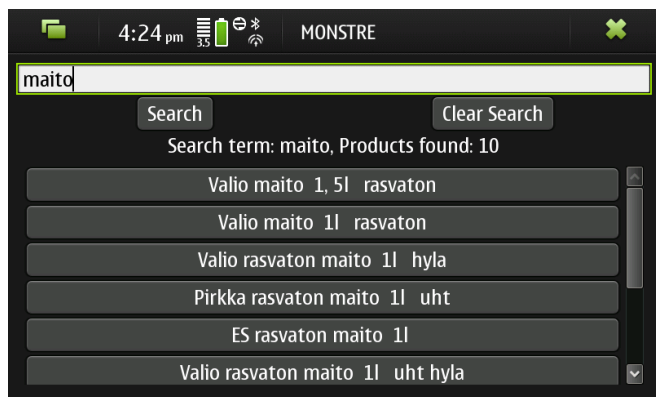 4:24 pm 3.5 MONSTRE
maito
Search Clear Search
Search term: maito, Products found: 10
Valio maito 1, 5l rasvaton
Valio maito 1l rasvaton
Valio rasvaton maito 1l hyla
Pirkka rasvaton maito 1l uht
ES rasvaton maito 1l
Valio rasvaton maito 1l uht hyla